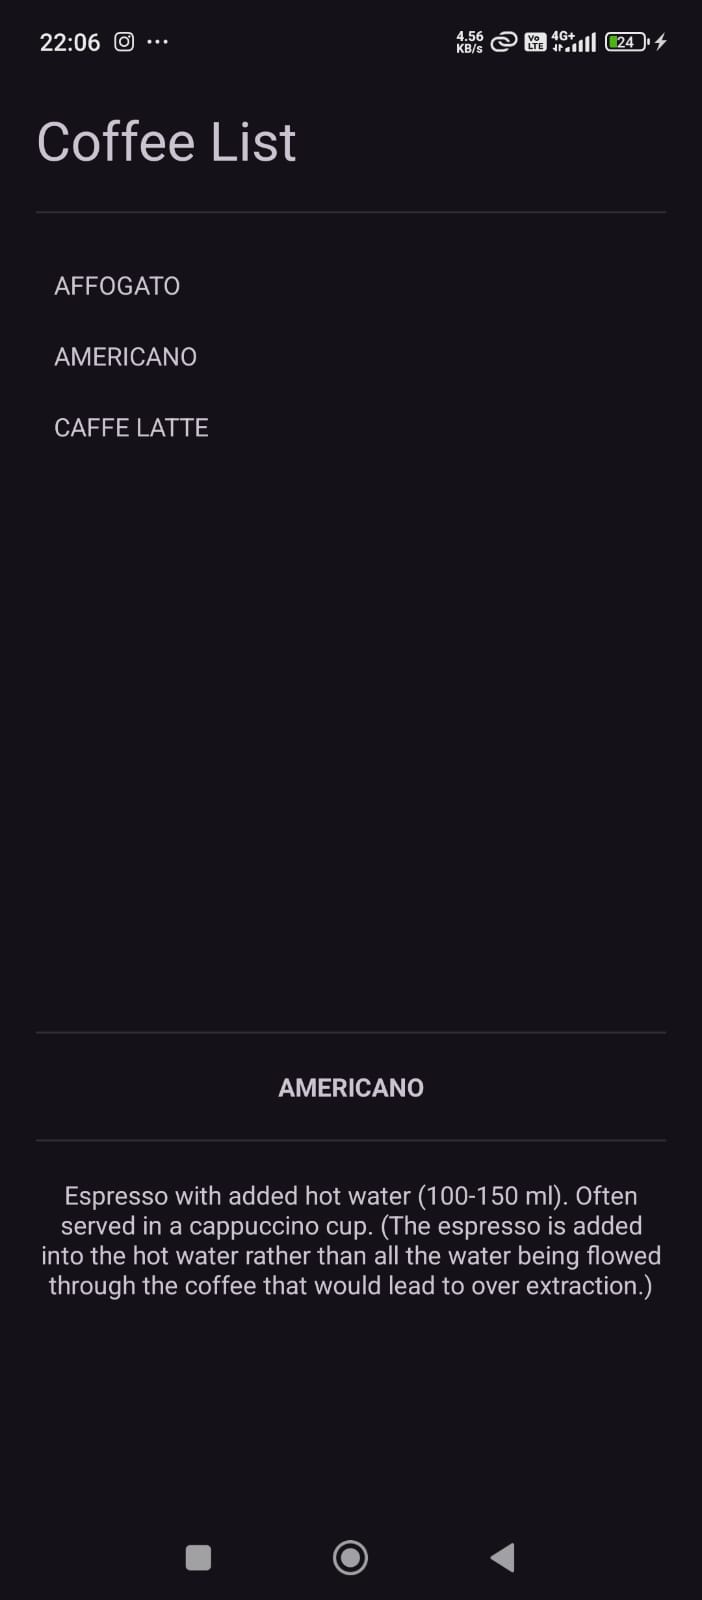 22:06
4.56
KB/s
Vo
LTE
4G+
24
Coffee List
AFFOGATO
AMERICANO
CAFFE LATTE
AMERICANO
Espresso with added hot water (100-150 ml). Often
served in a cappuccino cup. (The espresso is added
into the hot water rather than all the water being flowed
through the coffee that would lead to over extraction.)